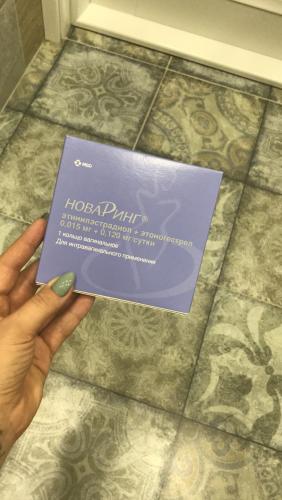 MSD
НОВАРИНГ®
этинилэстрадиол + этоногестрел
0,015 мг + 0,120 мг/сутки
1 кольцо вагинальное
Для интравагинального применения